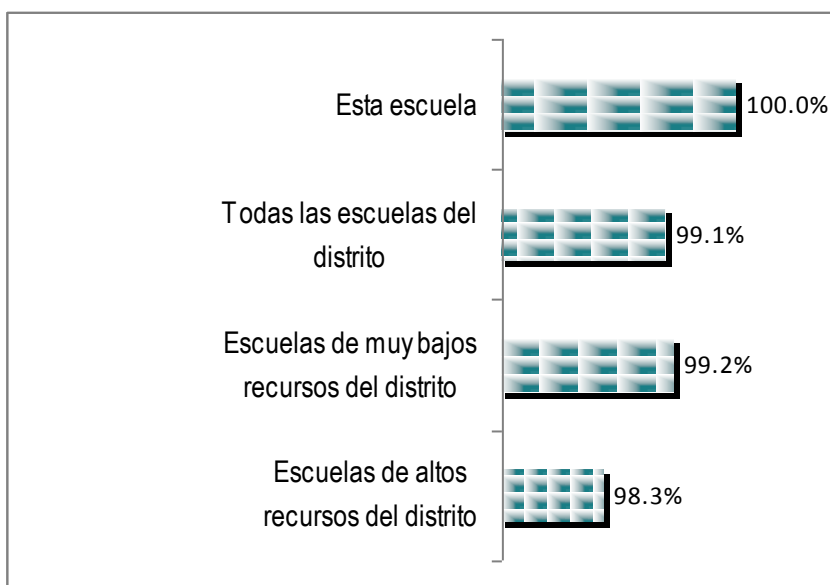 Esta escuela
100.0%
Todas las escuelas del
distrito
99.1%
Escuelas de muy bajos
recursos del distrito
99.2%
Escuelas de altos
recursos del distrito
98.3%